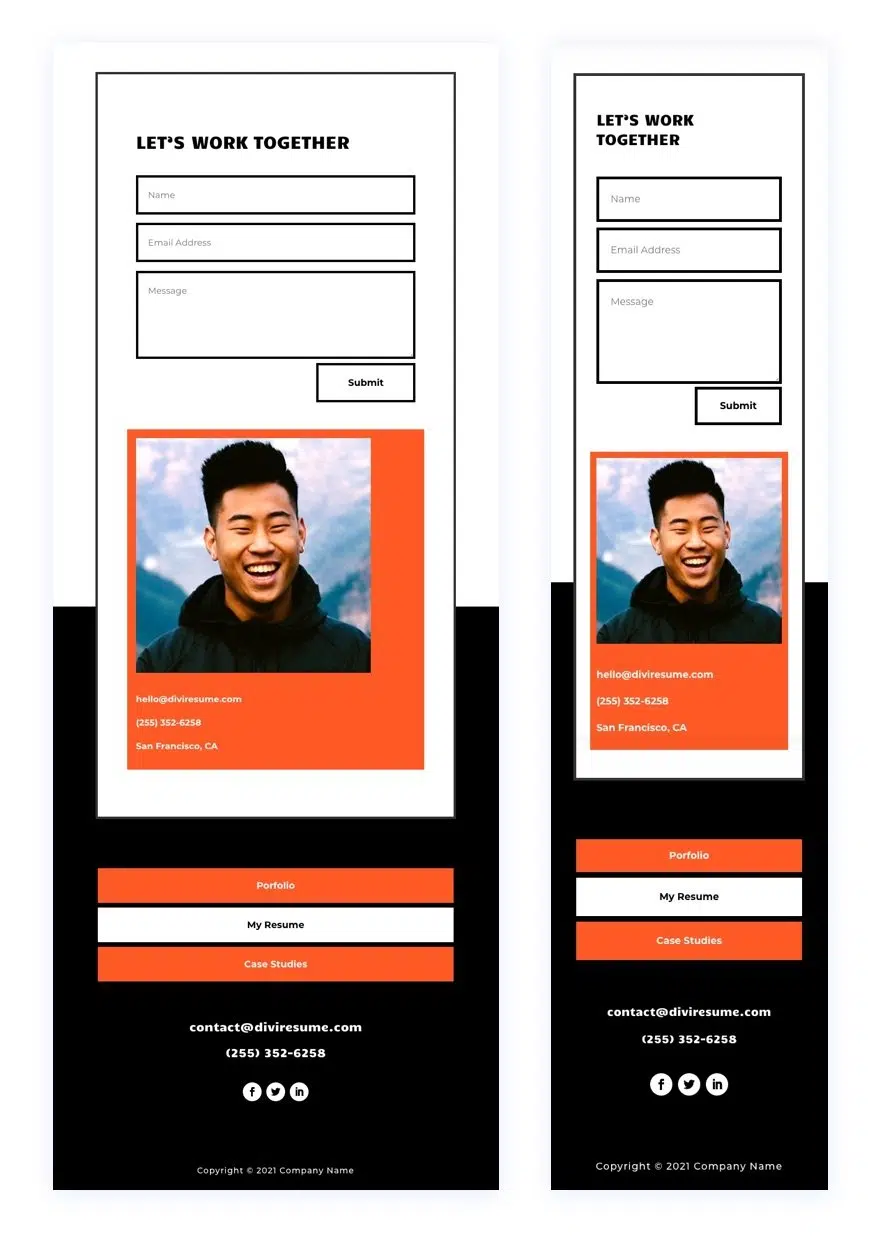 LET'S WORK TOGETHER
Name
Email Address
Message
Submit
hello@diviresume.com
(255) 352-6258
San Francisco, CA
Porfolio
My Resume
Case Studies
contact@diviresume.com
(255) 352-6258
f in
Copyright © 2021 Company Name
LET'S WORK
TOGETHER
Name
Email Address
Message
Submit
hello@diviresume.com
(255) 352-6258
San Francisco, CA
Porfolio
My Resume
Case Studies
contact@diviresume.com
(255) 352-6258
f in
Copyright © 2021 Company Name